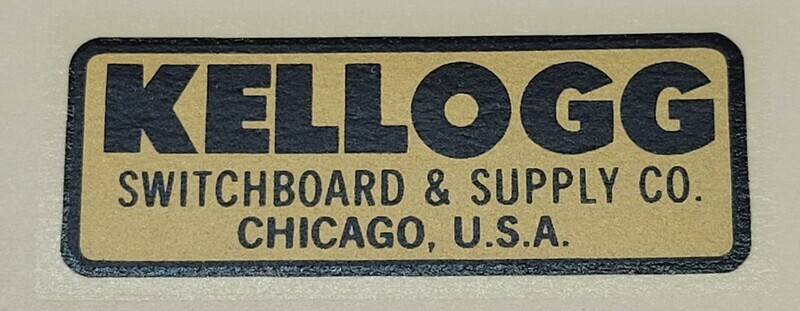 KELLOGG
SWITCHBOARD & SUPPLY CO.
CHICAGO, U.S.A.